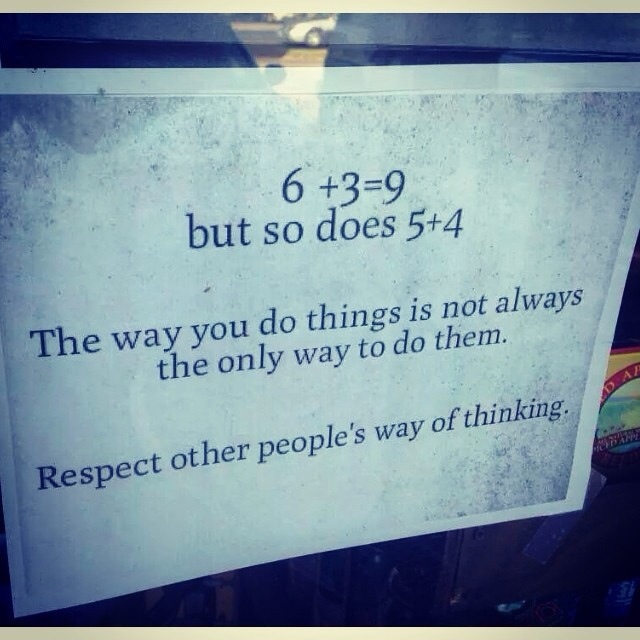 6 +3=9
but so does 5+4
The way you do things is not always
the only way to do them.
Respect other people's way of thinking.